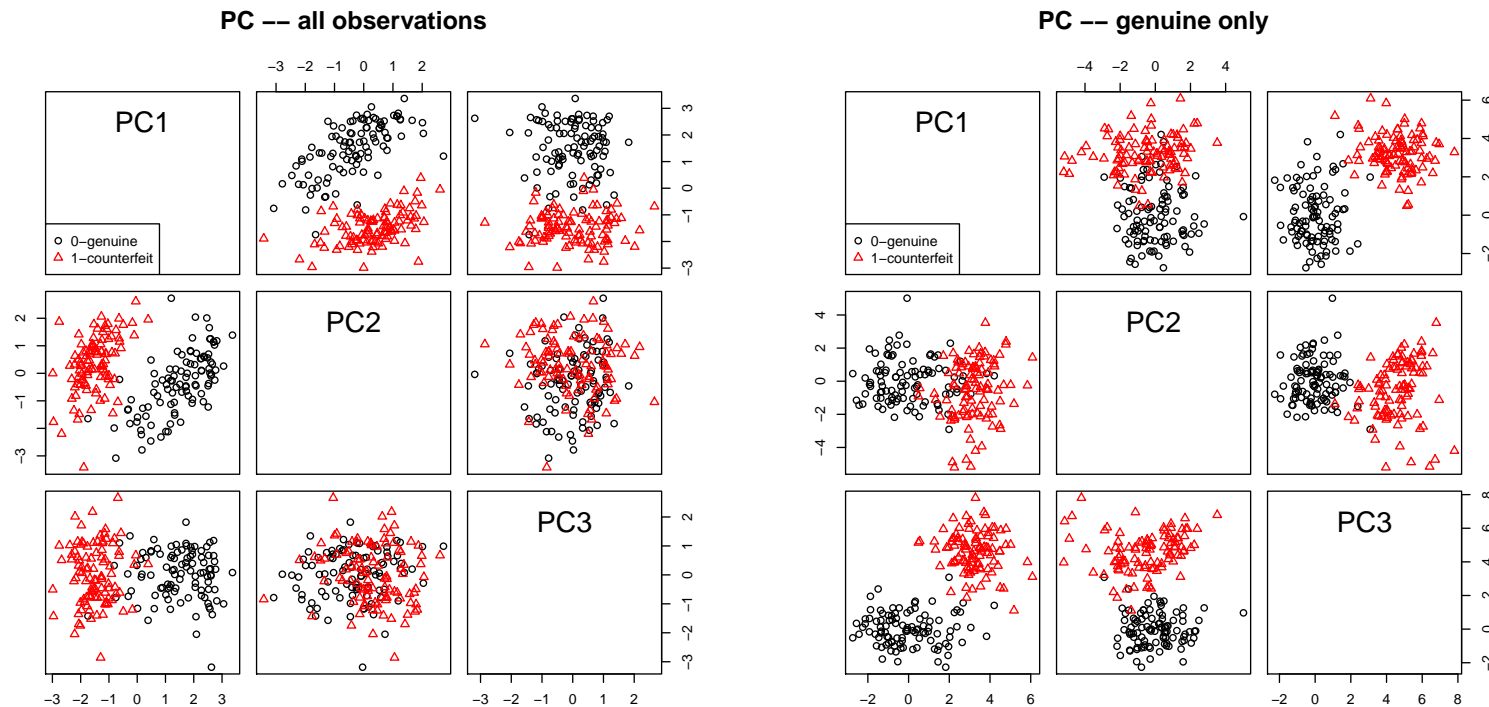 PC −− all observations
−3 −2 −1 0 1 2
PC1
0−genuine
1−counterfeit
−3 −1 0 1 2 3
−3 −1 0 1 2
PC2
PC3
−3 −2 −1 0 1 2
−3 −2 −1 0 1 2 3
−3 −2 −1 0 1 2
PC −− genuine only
−4 −2 0 2 4
PC1
0−genuine
1−counterfeit
−2 0 2 4 6
−4 −2 0 2 4
PC2
PC3
−2 0 2 4 6 8
−2 0 2 4 6
−2 0 2 4 6 8